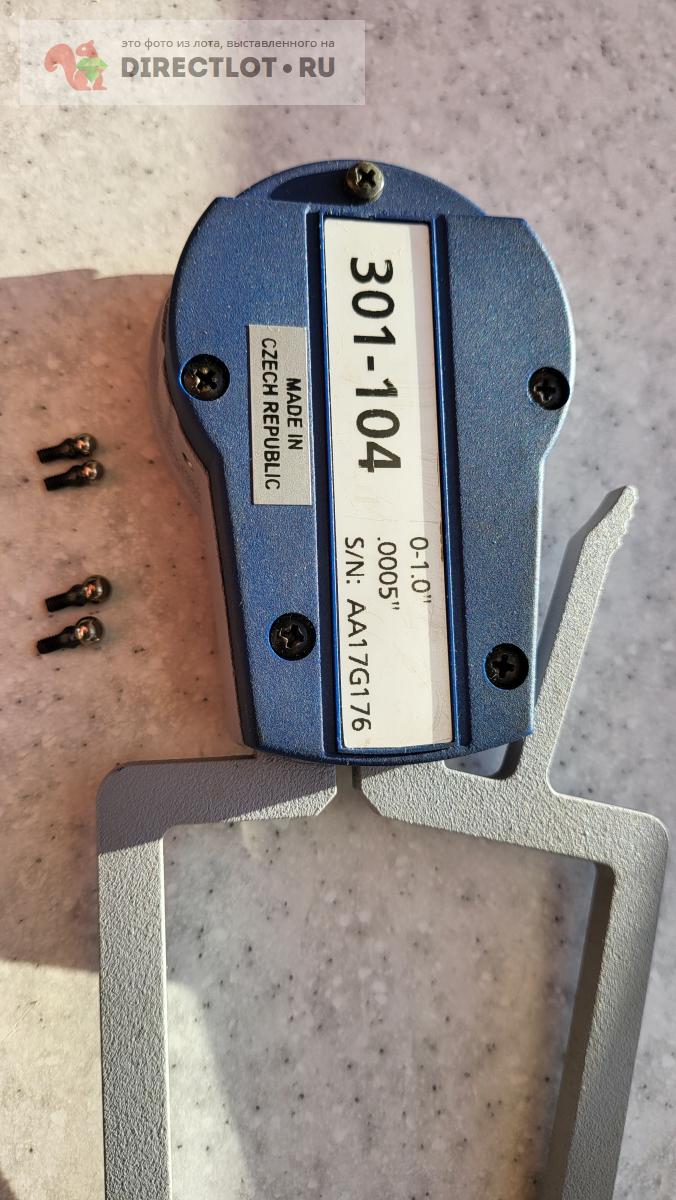 это фото из лота, выставленного на
DIRECTLOT•RU
301-104
0-1.0"
.0005"
S/N: AA17G176
MADE IN
CZECH REPUBLIC